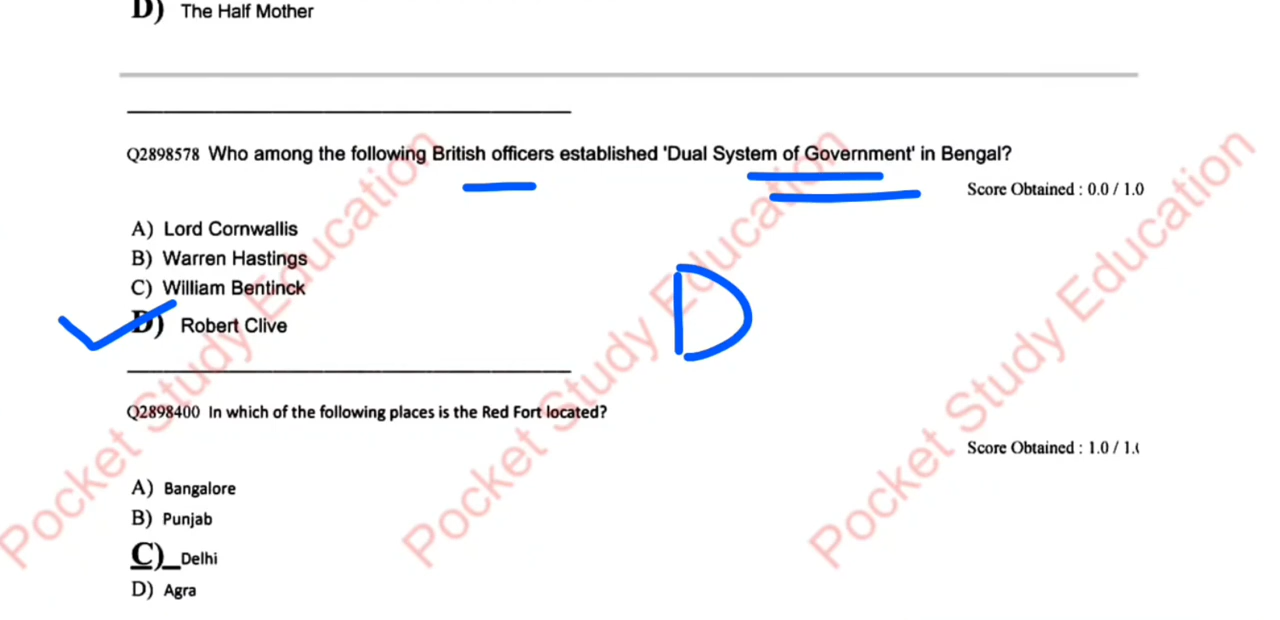 D) The Half Mother
Q2898578 Who among the following British officers established 'Dual System of Government' in Bengal?
Score Obtained : 0.0 / 1.0
A) Lord Cornwallis
B) Warren Hastings
C) William Bentinck
D) Robert Clive
D
Q2898400 In which of the following places is the Red Fort located?
Score Obtained : 1.0 / 1.
A) Bangalore
B) Punjab
C) Delhi
D) Agra
Pocket Study Education
Pocket Study Education
Pocket Study Education